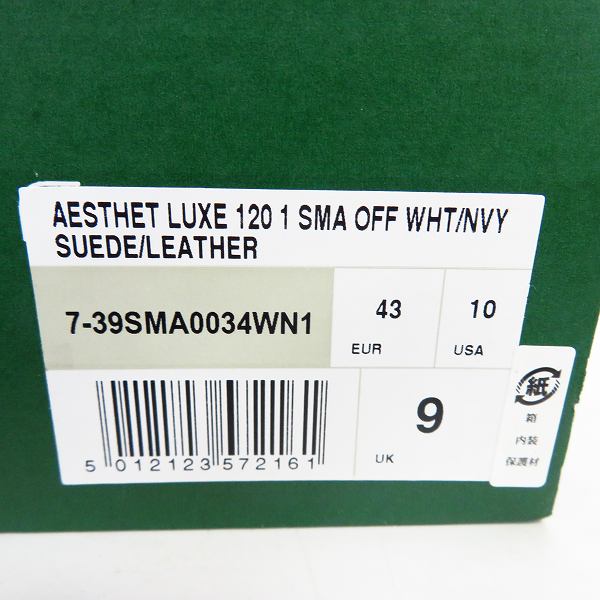 AESTHET LUXE 120 1 SMA OFF WHT/NVY
SUEDE/LEATHER
7-39SMA0034WN1
43
EUR
10
USA
5 012123 572161
9
UK
紙
箱
内装
保護材